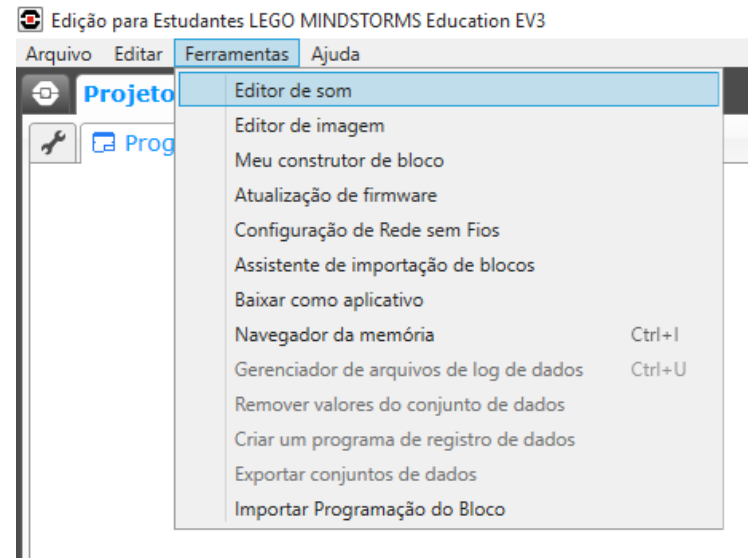 Edição para Estudantes LEGO MINDSTORMS Education EV3
Arquivo Editar Ferramentas Ajuda
Projeto
Prog
Editor de som
Editor de imagem
Meu construtor de bloco
Atualização de firmware
Configuração de Rede sem Fios
Assistente de importação de blocos
Baixar como aplicativo
Navegador da memória Ctrl+I
Gerenciador de arquivos de log de dados Ctrl+U
Remover valores do conjunto de dados
Criar um programa de registro de dados
Exportar conjuntos de dados
Importar Programação do Bloco